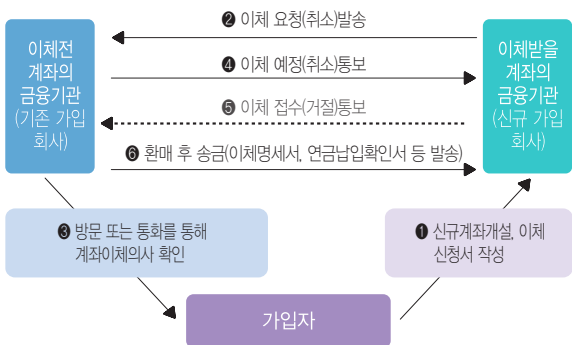 ❷ 이체 요청(취소)발송
이체전
계좌의
금융기관
(기존 가입
회사)
❹ 이체 예정(취소)통보
❺ 이체 접수(거절)통보
❻ 환매 후 송금(이체명세서, 연금납입확인서 등 발송)
이체받을
계좌의
금융기관
(신규 가입
회사)
❸ 방문 또는 통화를 통해
계좌이체의사 확인
❶ 신규계좌개설, 이체
신청서 작성
가입자